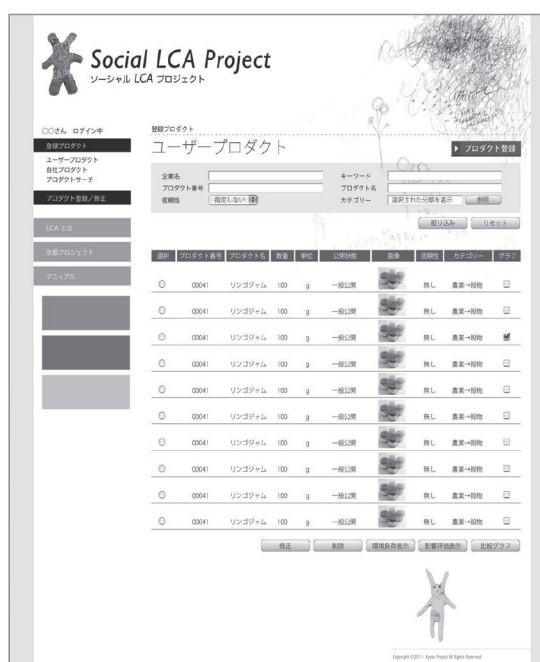 Social LCA Project
ソーシャル LCA プロジェクト
○○さん ログイン中
登録プロダクト
ユーザープロダクト
自社プロダクト
プロダクトサーチ
プロダクト登録/修正
LCA とは
京都プロジェクト
マニュアル
登録プロダクト
ユーザープロダクト
▶ プロダクト登録
企業名 キーワード
プロダクト番号 プロダクト名
信頼性 指定しない カテゴリー 選択された分類を表示 参照
絞り込み リセット
選択 プロダクト番号 プロダクト名 数量 単位 公開状態 画像 信頼性 カテゴリー グラフ
00041 リンゴジャム 100 g 一般公開 無し 農業→穀物
00041 リンゴジャム 100 g 一般公開 無し 農業→穀物
00041 リンゴジャム 100 g 一般公開 無し 農業→穀物
00041 リンゴジャム 100 g 一般公開 無し 農業→穀物
00041 リンゴジャム 100 g 一般公開 無し 農業→穀物
00041 リンゴジャム 100 g 一般公開 無し 農業→穀物
00041 リンゴジャム 100 g 一般公開 無し 農業→穀物
00041 リンゴジャム 100 g 一般公開 無し 農業→穀物
00041 リンゴジャム 100 g 一般公開 無し 農業→穀物
00041 リンゴジャム 100 g 一般公開 無し 農業→穀物
修正 削除 環境負荷表示 影響評価表示 比較グラフ
Copyright ©2011- Kyoto Project All Rights Reserved.